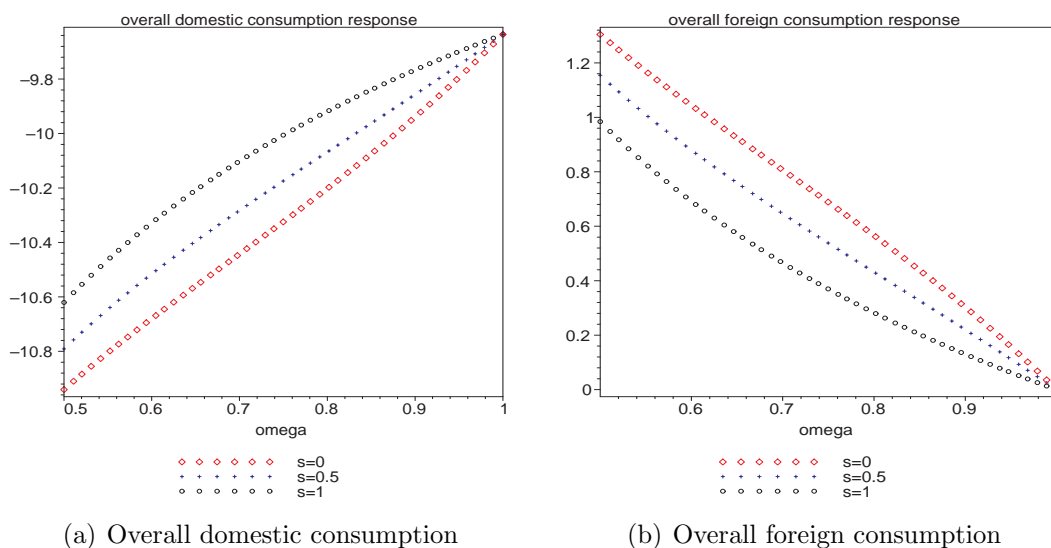 overall domestic consumption response
−9.8
−10
−10.2
−10.4
−10.6
−10.8
0.5 0.6 0.7 0.8 0.9 1
omega
s=0
s=0.5
s=1
(a) Overall domestic consumption
overall foreign consumption response
1.2
1
0.8
0.6
0.4
0.2
0
0.6 0.7 0.8 0.9
omega
s=0
s=0.5
s=1
(b) Overall foreign consumption